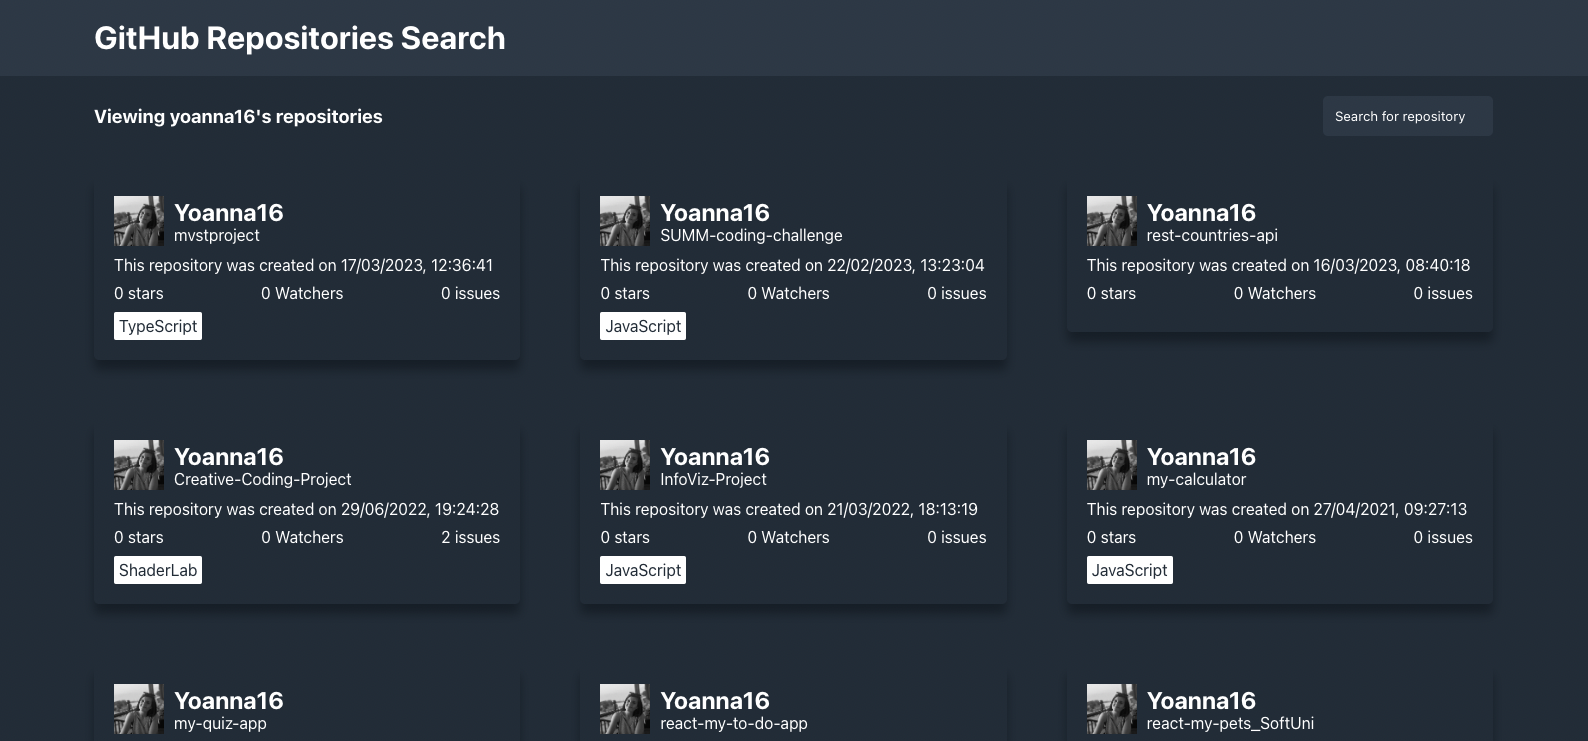 GitHub Repositories Search
Viewing yoanna16's repositories
Search for repository
Yoanna16
mvstproject
This repository was created on 17/03/2023, 12:36:41
0 stars 0 Watchers 0 issues
TypeScript
Yoanna16
SUMM-coding-challenge
This repository was created on 22/02/2023, 13:23:04
0 stars 0 Watchers 0 issues
JavaScript
Yoanna16
rest-countries-api
This repository was created on 16/03/2023, 08:40:18
0 stars 0 Watchers 0 issues
Yoanna16
Creative-Coding-Project
This repository was created on 29/06/2022, 19:24:28
0 stars 0 Watchers 2 issues
ShaderLab
Yoanna16
InfoViz-Project
This repository was created on 21/03/2022, 18:13:19
0 stars 0 Watchers 0 issues
JavaScript
Yoanna16
my-calculator
This repository was created on 27/04/2021, 09:27:13
0 stars 0 Watchers 0 issues
JavaScript
Yoanna16
my-quiz-app
Yoanna16
react-my-to-do-app
Yoanna16
react-my-pets_SoftUni